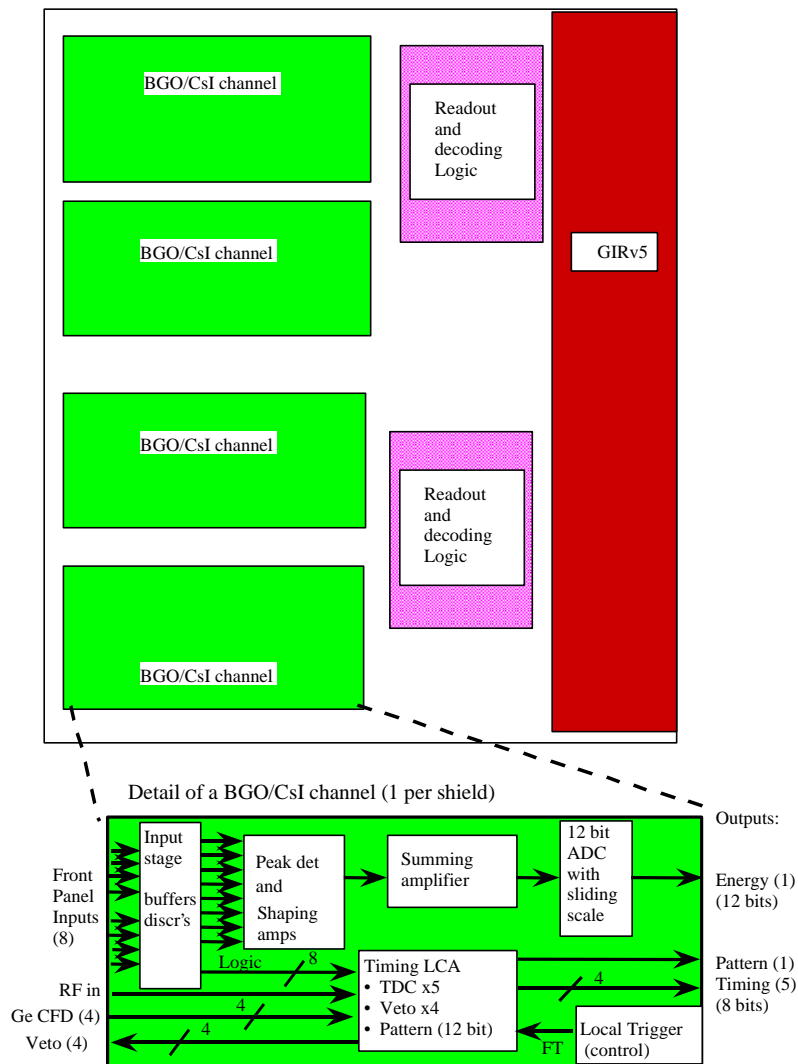 BGO/CsI channel
Readout
and
decoding
Logic
BGO/CsI channel
GIRv5
BGO/CsI channel
Readout
and
decoding
Logic
BGO/CsI channel
Detail of a BGO/CsI channel (1 per shield)
Outputs:
Front
Panel
Inputs
(8)
Input
stage
buffers
discr's
Peak det
and
Shaping
amps
Summing
amplifier
12 bit
ADC
with
sliding
scale
Energy (1)
(12 bits)
Logic
8
Timing LCA
• TDC x5
• Veto x4
• Pattern (12 bit)
4
Pattern (1)
Timing (5)
(8 bits)
RF in
Ge CFD (4)
4
Veto (4)
4
FT
Local Trigger
(control)